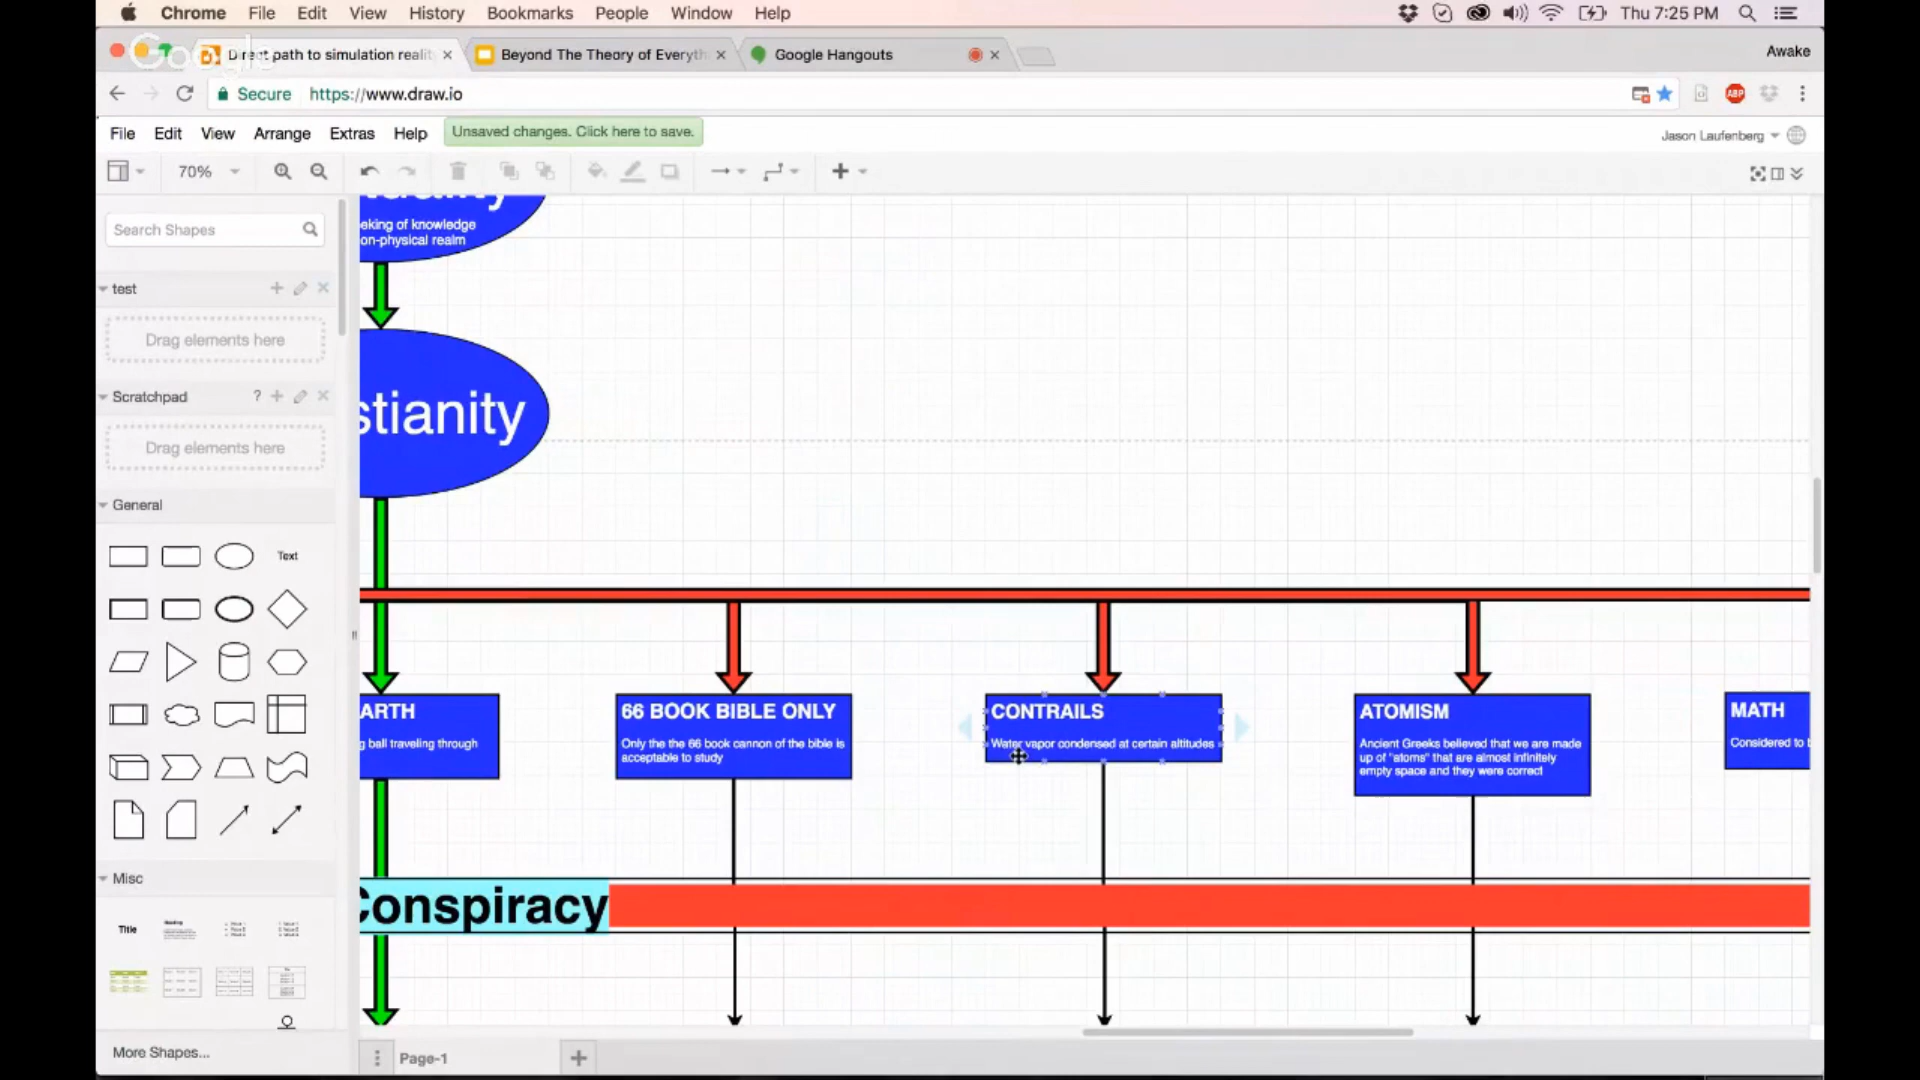 Chrome File Edit View History Bookmarks People Window Help Thu 7:25 PM
Google
Direct path to simulation realit Beyond The Theory of Everyth Google Hangouts Awake
Secure https://www.draw.io ABP
File Edit View Arrange Extras Help Unsaved changes. Click here to save. Jason Laufenberg
70%
Search Shapes
test
Drag elements here
Scratchpad ?
Drag elements here
General
Text
Misc
Title
Heading
More Shapes...
eking of knowledge
on-physical realm
stianity
ARTH
g ball traveling through
66 BOOK BIBLE ONLY
Only the the 66 book cannon of the bible is
acceptable to study
CONTRAILS
Water vapor condensed at certain altitudes
ATOMISM
Ancient Greeks believed that we are made
up of "atoms" that are almost infinitely
empty space and they were correct
MATH
Considered to b
Conspiracy
Page-1